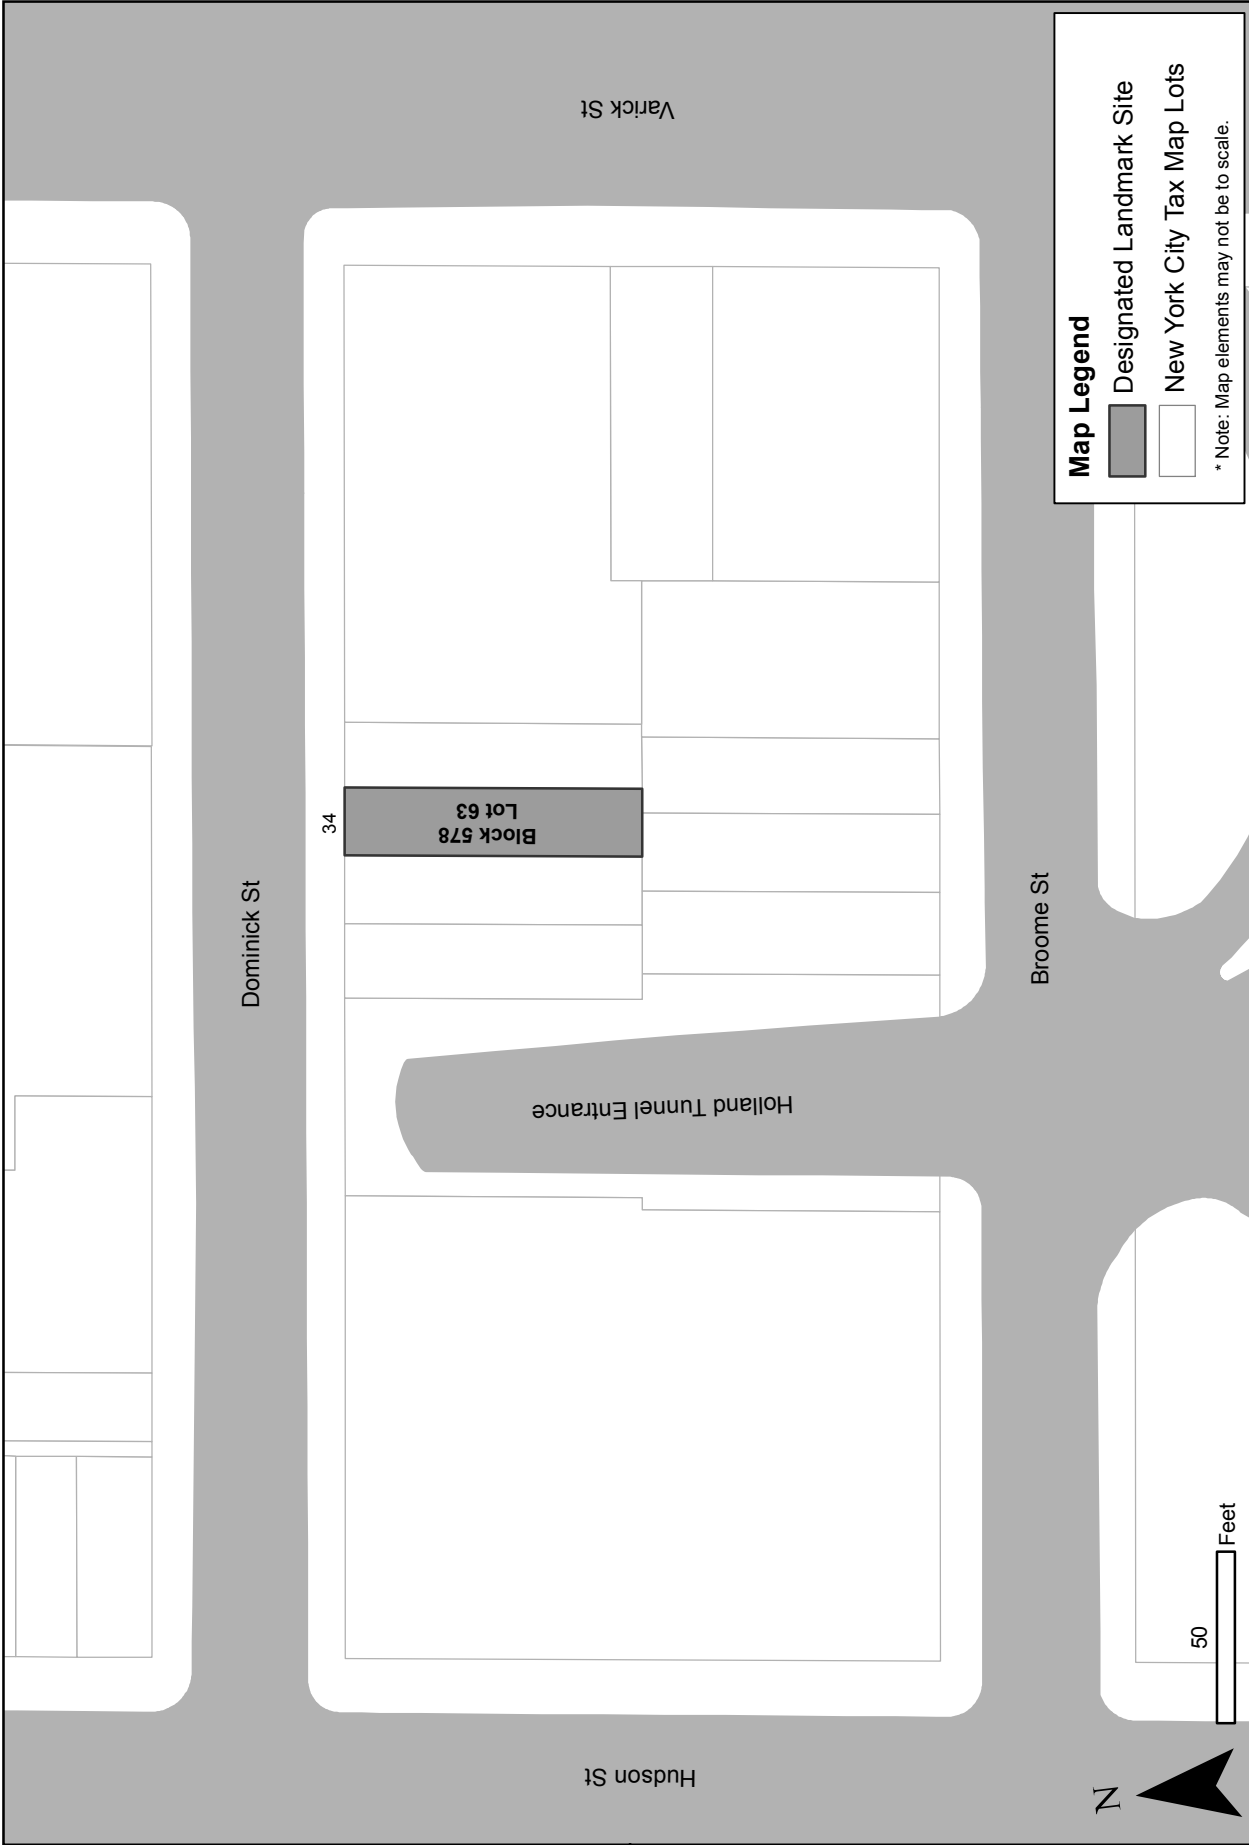 Dominick St
34
Block 578
Lot 63
Varick St
Holland Tunnel Entrance
Hudson St
Broome St
N
50
Feet
Map Legend
Designated Landmark Site
New York City Tax Map Lots
* Note: Map elements may not be to scale.